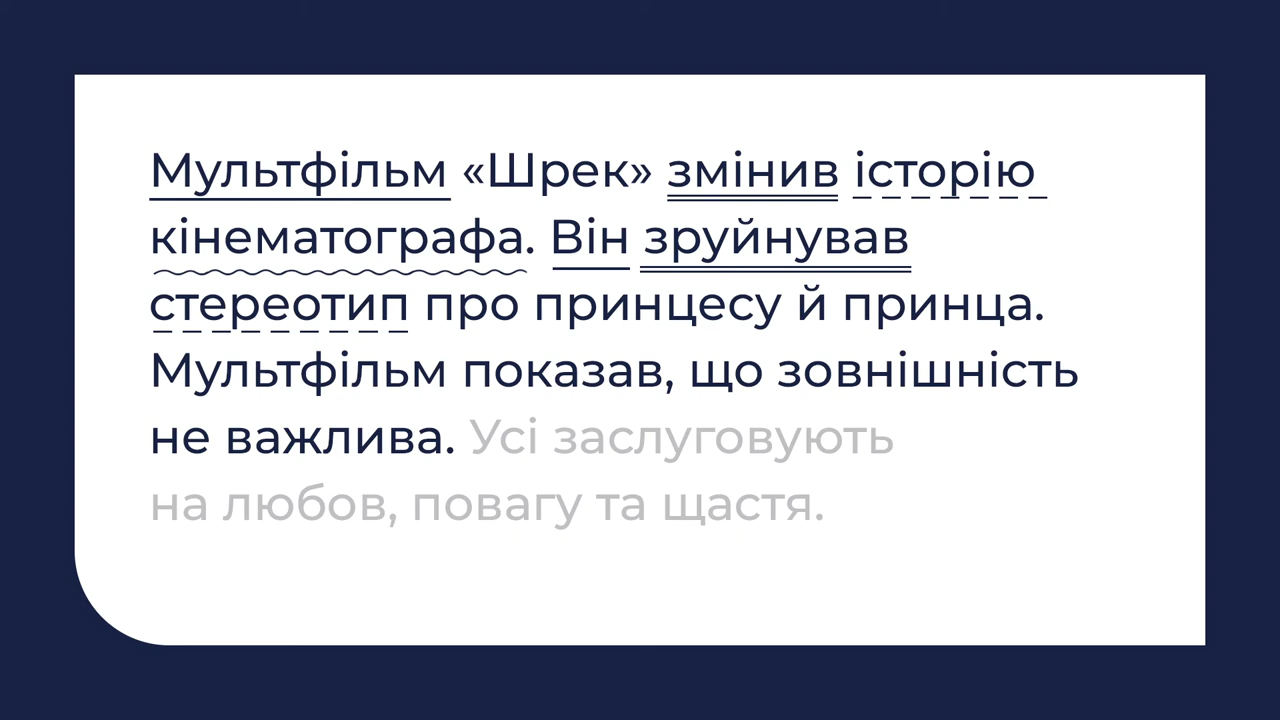 Мультфільм «Шрек» змінив історію
кінематографа. Він зруйнував
стереотип про принцесу й принца.
Мультфільм показав, що зовнішність
не важлива. Усі заслуговують
на любов, повагу та щастя.